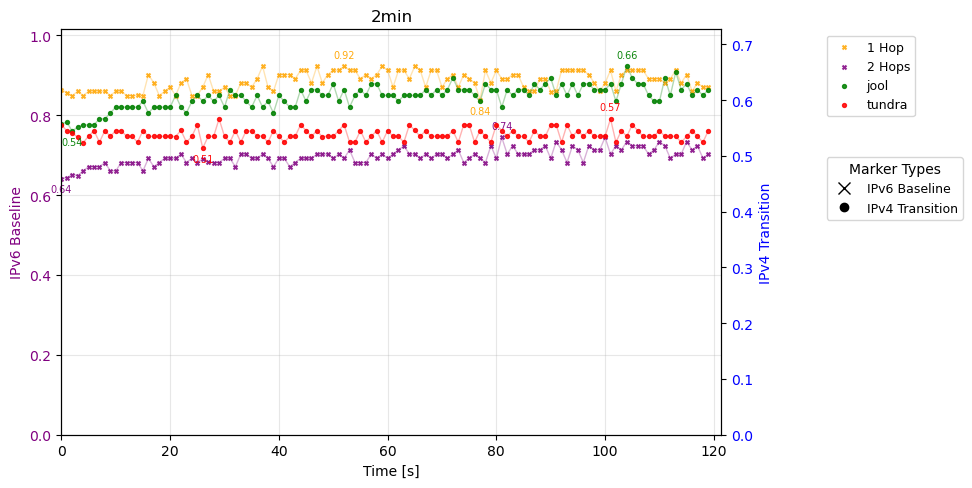 2min
1.0
0.8
0.6
0.4
0.2
0.0
IPv6 Baseline
0.92
0.66
0.84
0.57
0.74
0.54
0.51
0.64
0.7
0.6
0.5
0.4
0.3
0.2
0.1
0.0
IPv4 Transition
0
20
40
60
80
100
120
Time [s]
1 Hop
2 Hops
jool
tundra
Marker Types
IPv6 Baseline
IPv4 Transition